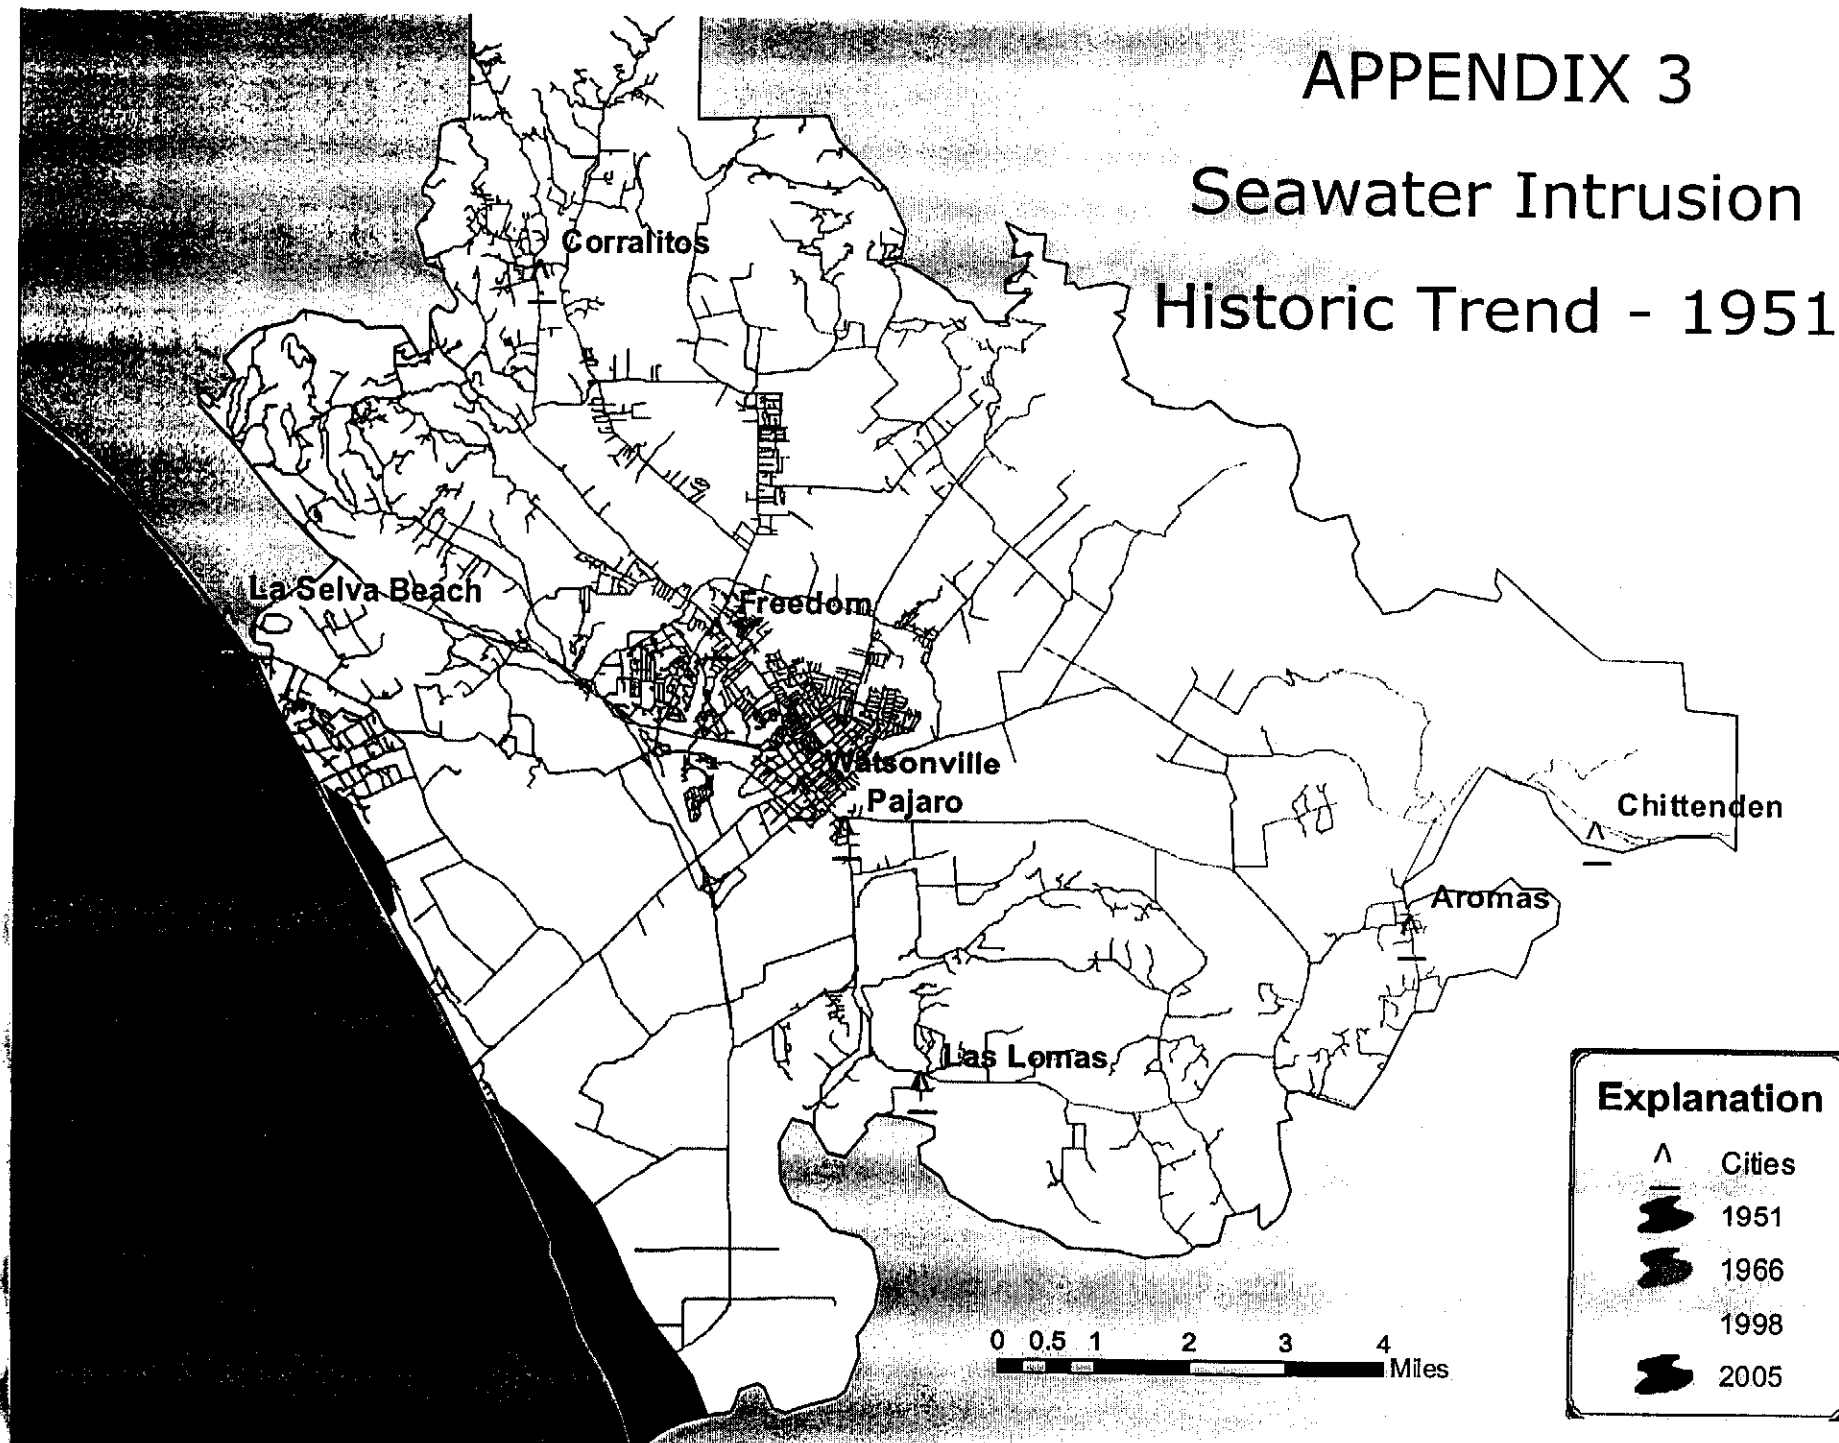 APPENDIX 3
Seawater Intrusion
Historic Trend - 1951
Corralitos
La Selva Beach
Freedom
Watsonville
Pajaro
Chittenden
Aromas
Las Lomas
Explanation
Cities
1951
1966
1998
2005
0 0.5 1 2 3 4
Miles